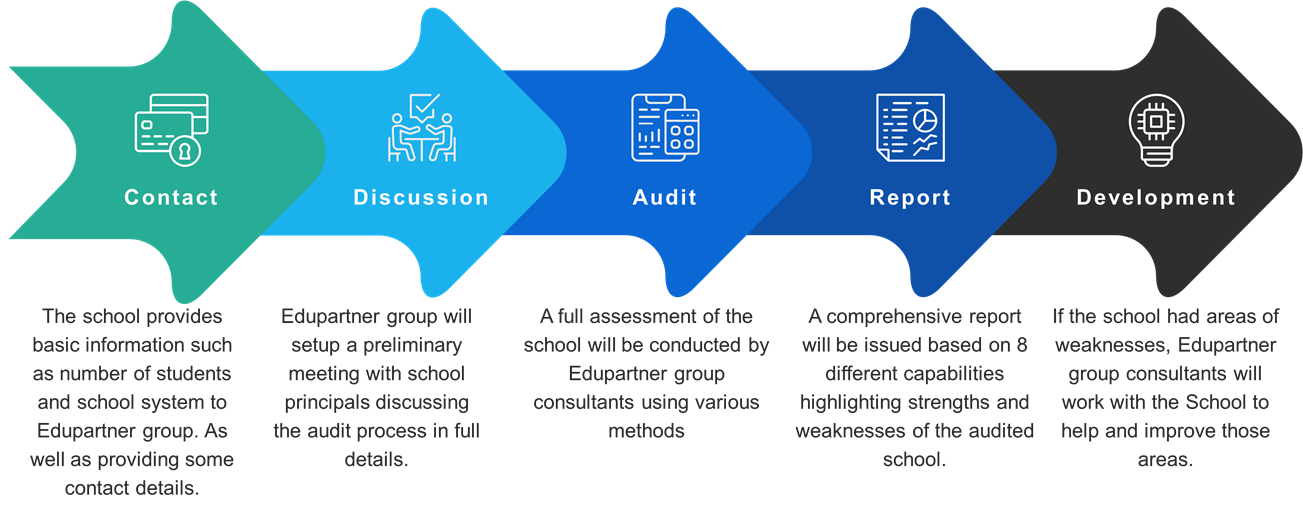 Contact
The school provides
basic information such
as number of students
and school system to
Edupartner group. As
well as providing some
contact details.
Discussion
Edupartner group will
setup a preliminary
meeting with school
principals discussing
the audit process in full
details.
Audit
A full assessment of the
school will be conducted by
Edupartner group
consultants using various
methods
Report
A comprehensive report
will be issued based on 8
different capabilities
highlighting strengths and
weaknesses of the audited
school.
Development
If the school had areas of
weaknesses, Edupartner
group consultants will
work with the School to
help and improve those
areas.